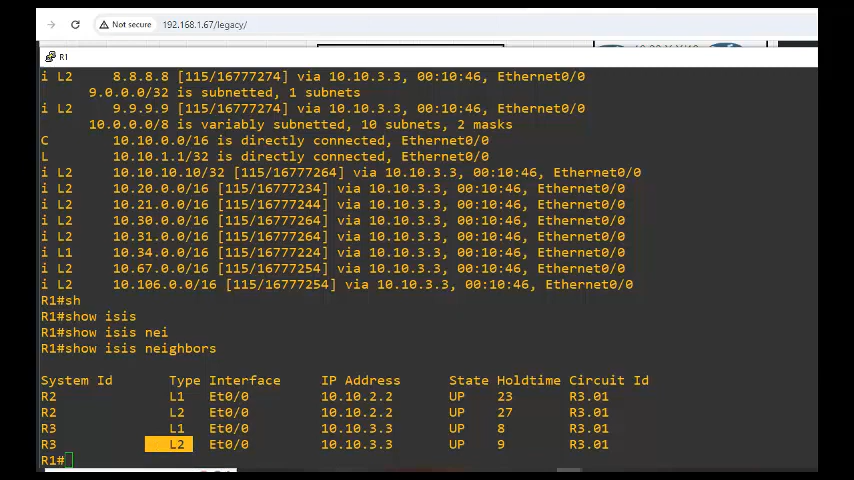 Not secure 192.168.1.67/legacy/
R1
i L2 8.8.8.8 [115/16777274] via 10.10.3.3, 00:10:46, Ethernet0/0
9.0.0.0/32 is subnetted, 1 subnets
i L2 9.9.9.9 [115/16777274] via 10.10.3.3, 00:10:46, Ethernet0/0
10.0.0.0/8 is variably subnetted, 10 subnets, 2 masks
C 10.10.0.0/16 is directly connected, Ethernet0/0
L 10.10.1.1/32 is directly connected, Ethernet0/0
i L2 10.10.10.10/32 [115/16777264] via 10.10.3.3, 00:10:46, Ethernet0/0
i L2 10.20.0.0/16 [115/16777234] via 10.10.3.3, 00:10:46, Ethernet0/0
i L2 10.21.0.0/16 [115/16777244] via 10.10.3.3, 00:10:46, Ethernet0/0
i L2 10.30.0.0/16 [115/16777264] via 10.10.3.3, 00:10:46, Ethernet0/0
i L2 10.31.0.0/16 [115/16777264] via 10.10.3.3, 00:10:46, Ethernet0/0
i L1 10.34.0.0/16 [115/16777224] via 10.10.3.3, 00:10:46, Ethernet0/0
i L2 10.67.0.0/16 [115/16777254] via 10.10.3.3, 00:10:46, Ethernet0/0
i L2 10.106.0.0/16 [115/16777254] via 10.10.3.3, 00:10:46, Ethernet0/0
R1#sh
R1#show isis
R1#show isis nei
R1#show isis neighbors
System Id Type Interface IP Address State Holdtime Circuit Id
R2 L1 Et0/0 10.10.2.2 UP 23 R3.01
R2 L2 Et0/0 10.10.2.2 UP 27 R3.01
R3 L1 Et0/0 10.10.3.3 UP 8 R3.01
R3 L2 Et0/0 10.10.3.3 UP 9 R3.01
R1#